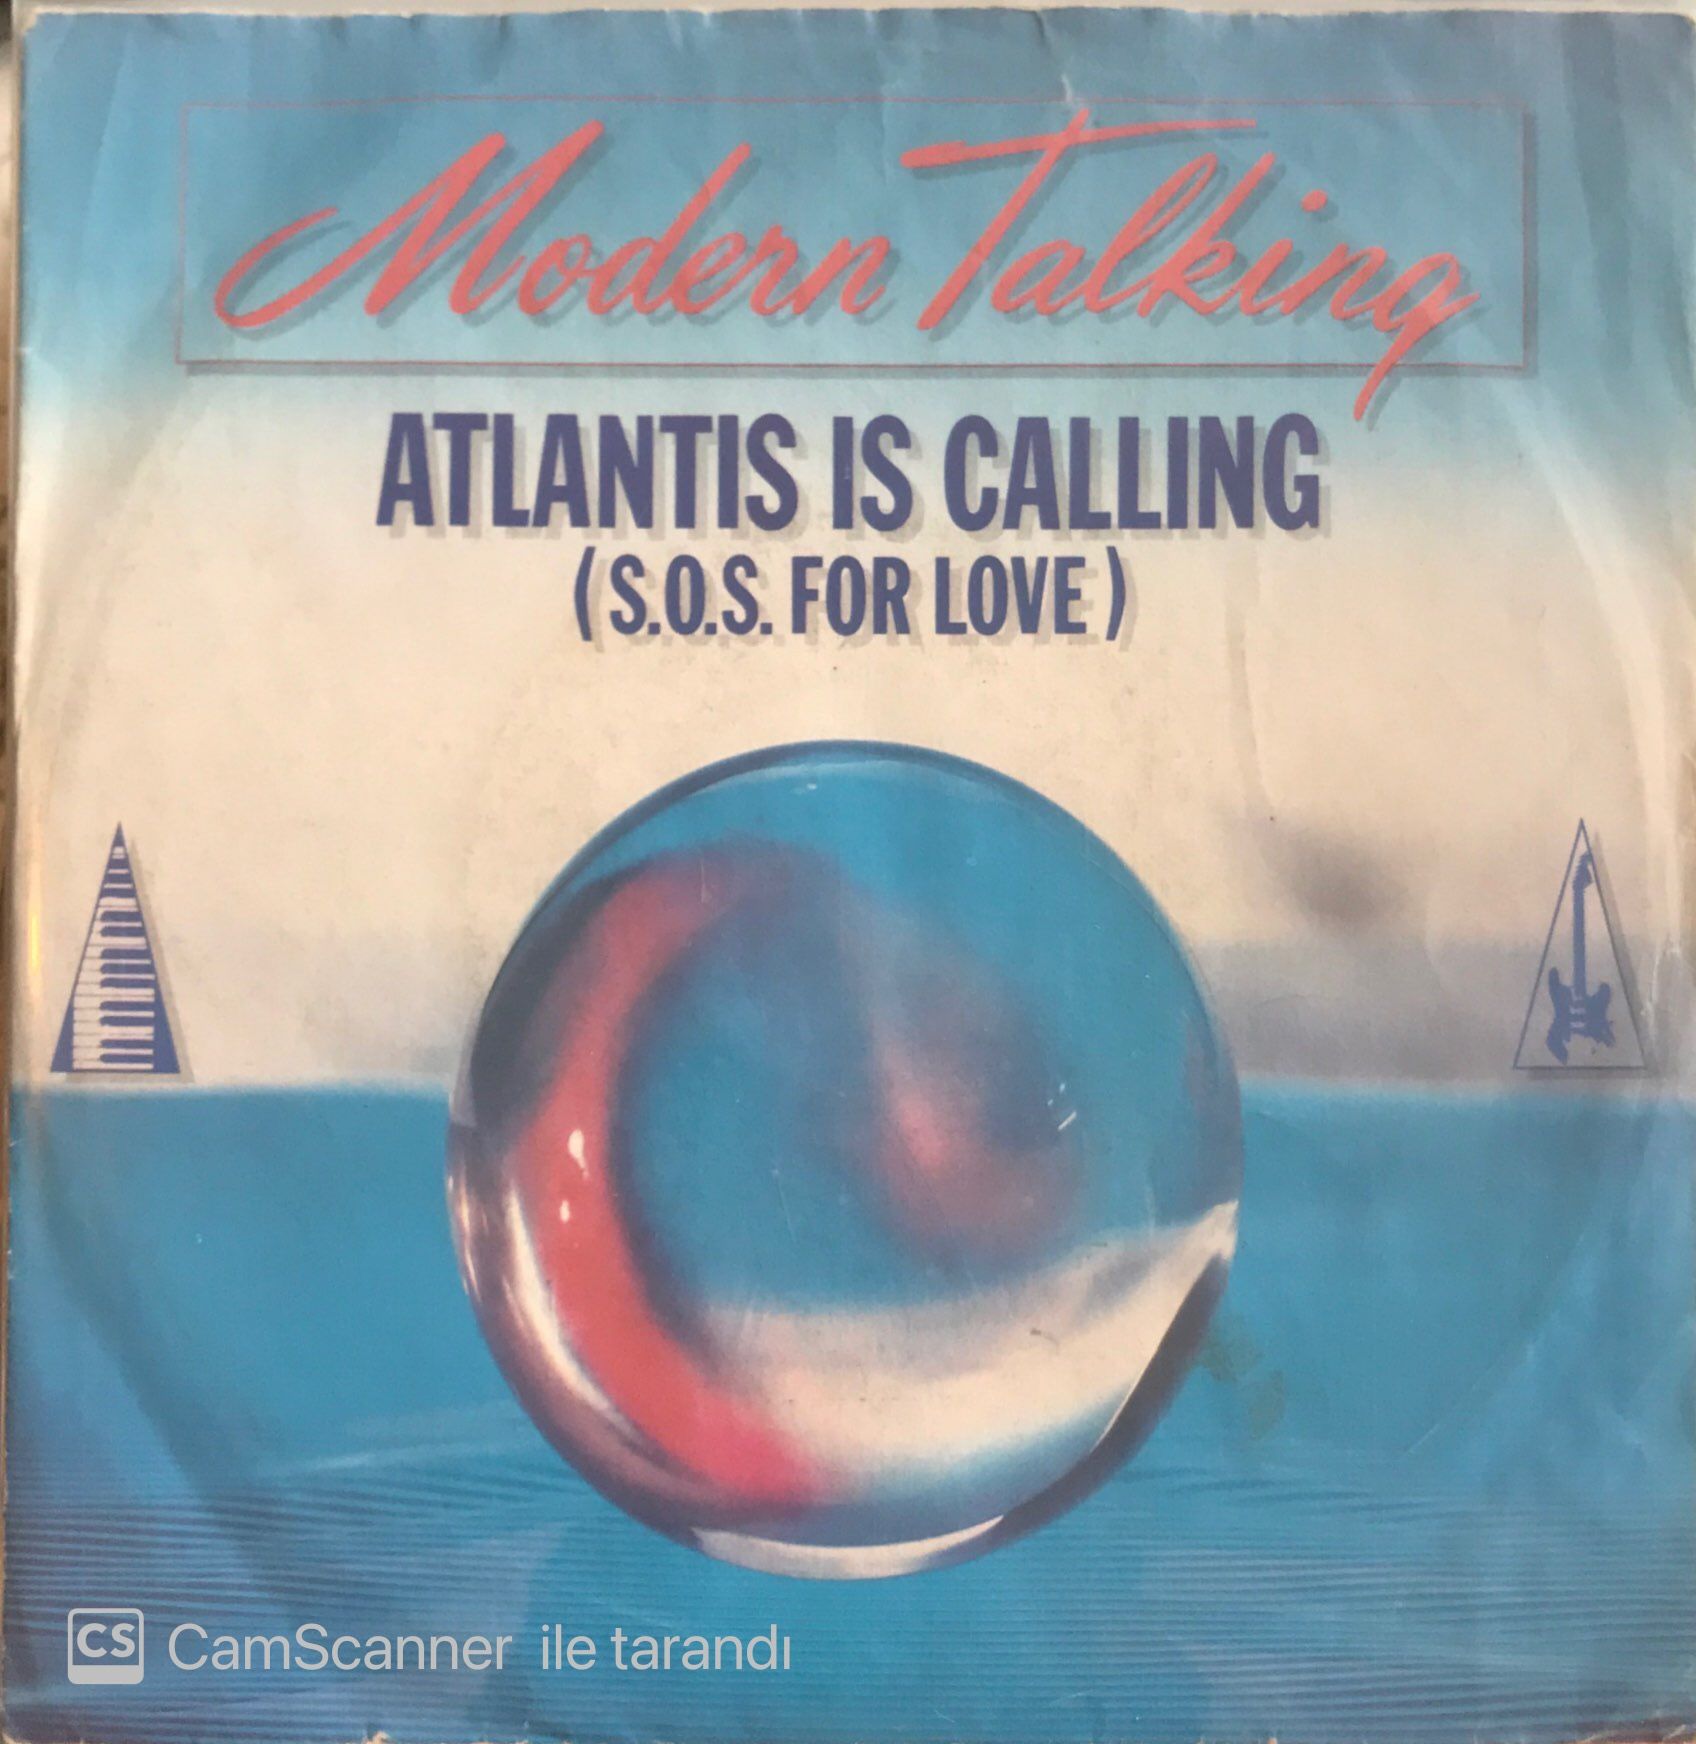 Modern Talking
ATLANTIS IS CALLING
(S.O.S. FOR LOVE)
CS CamScanner ile tarandı